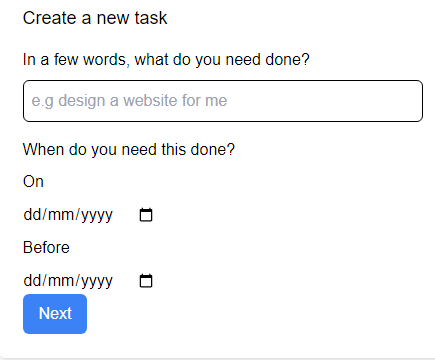 Create a new task
In a few words, what do you need done?
e.g design a website for me
When do you need this done?
On
dd/mm/yyyy
Before
dd/mm/yyyy
Next